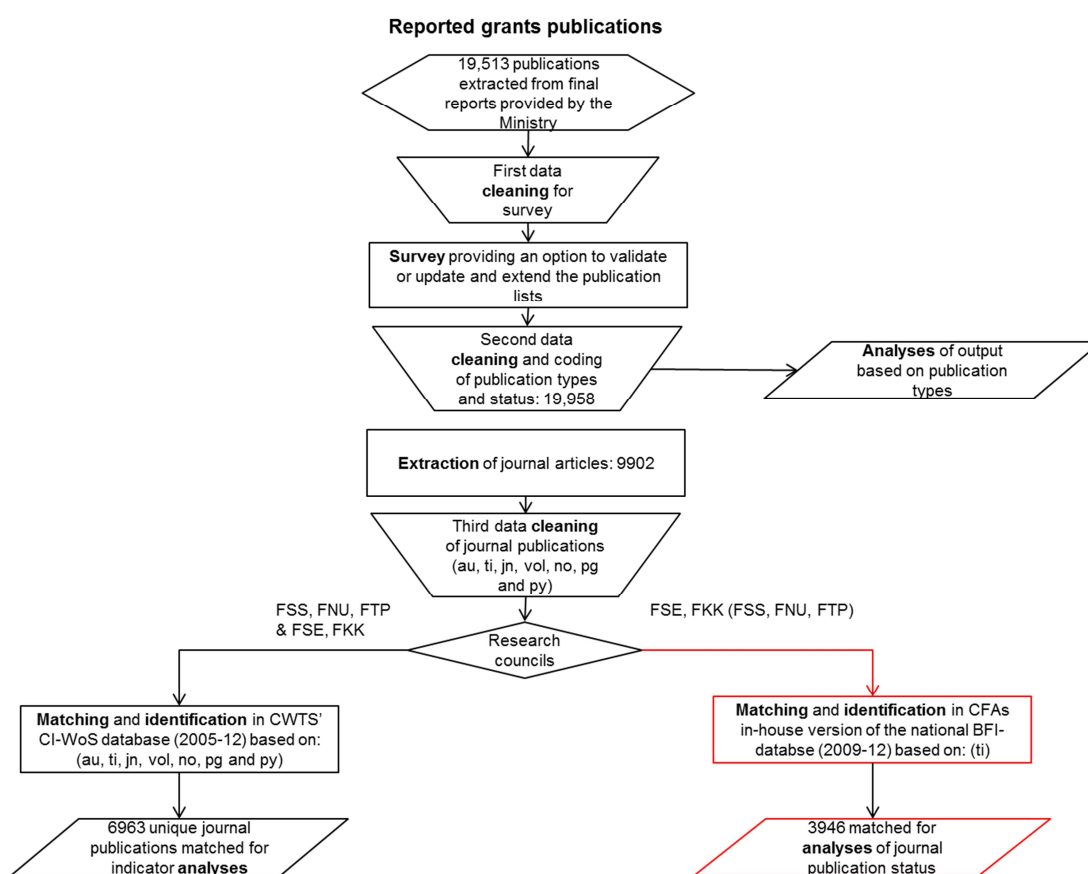 Reported grants publications
19,513 publications
extracted from final
reports provided by the
Ministry
First data
cleaning for
survey
Survey providing an option to validate
or update and extend the publication
lists
Second data
cleaning and coding
of publication types
and status: 19,958
Analyses of output
based on publication
types
Extraction of journal articles: 9902
Third data cleaning
of journal publications
(au, ti, jn, vol, no, pg
and py)
FSS, FNU, FTP
& FSE, FKK
Research
councils
FSE, FKK (FSS, FNU, FTP)
Matching and identification in CWTS'
CI-WoS database (2005-12) based on:
(au, ti, jn, vol, no, pg and py)
Matching and identification in CFAs
in-house version of the national BFI-
databse (2009-12) based on: (ti)
6963 unique journal
publications matched for
indicator analyses
3946 matched for
analyses of journal
publication status